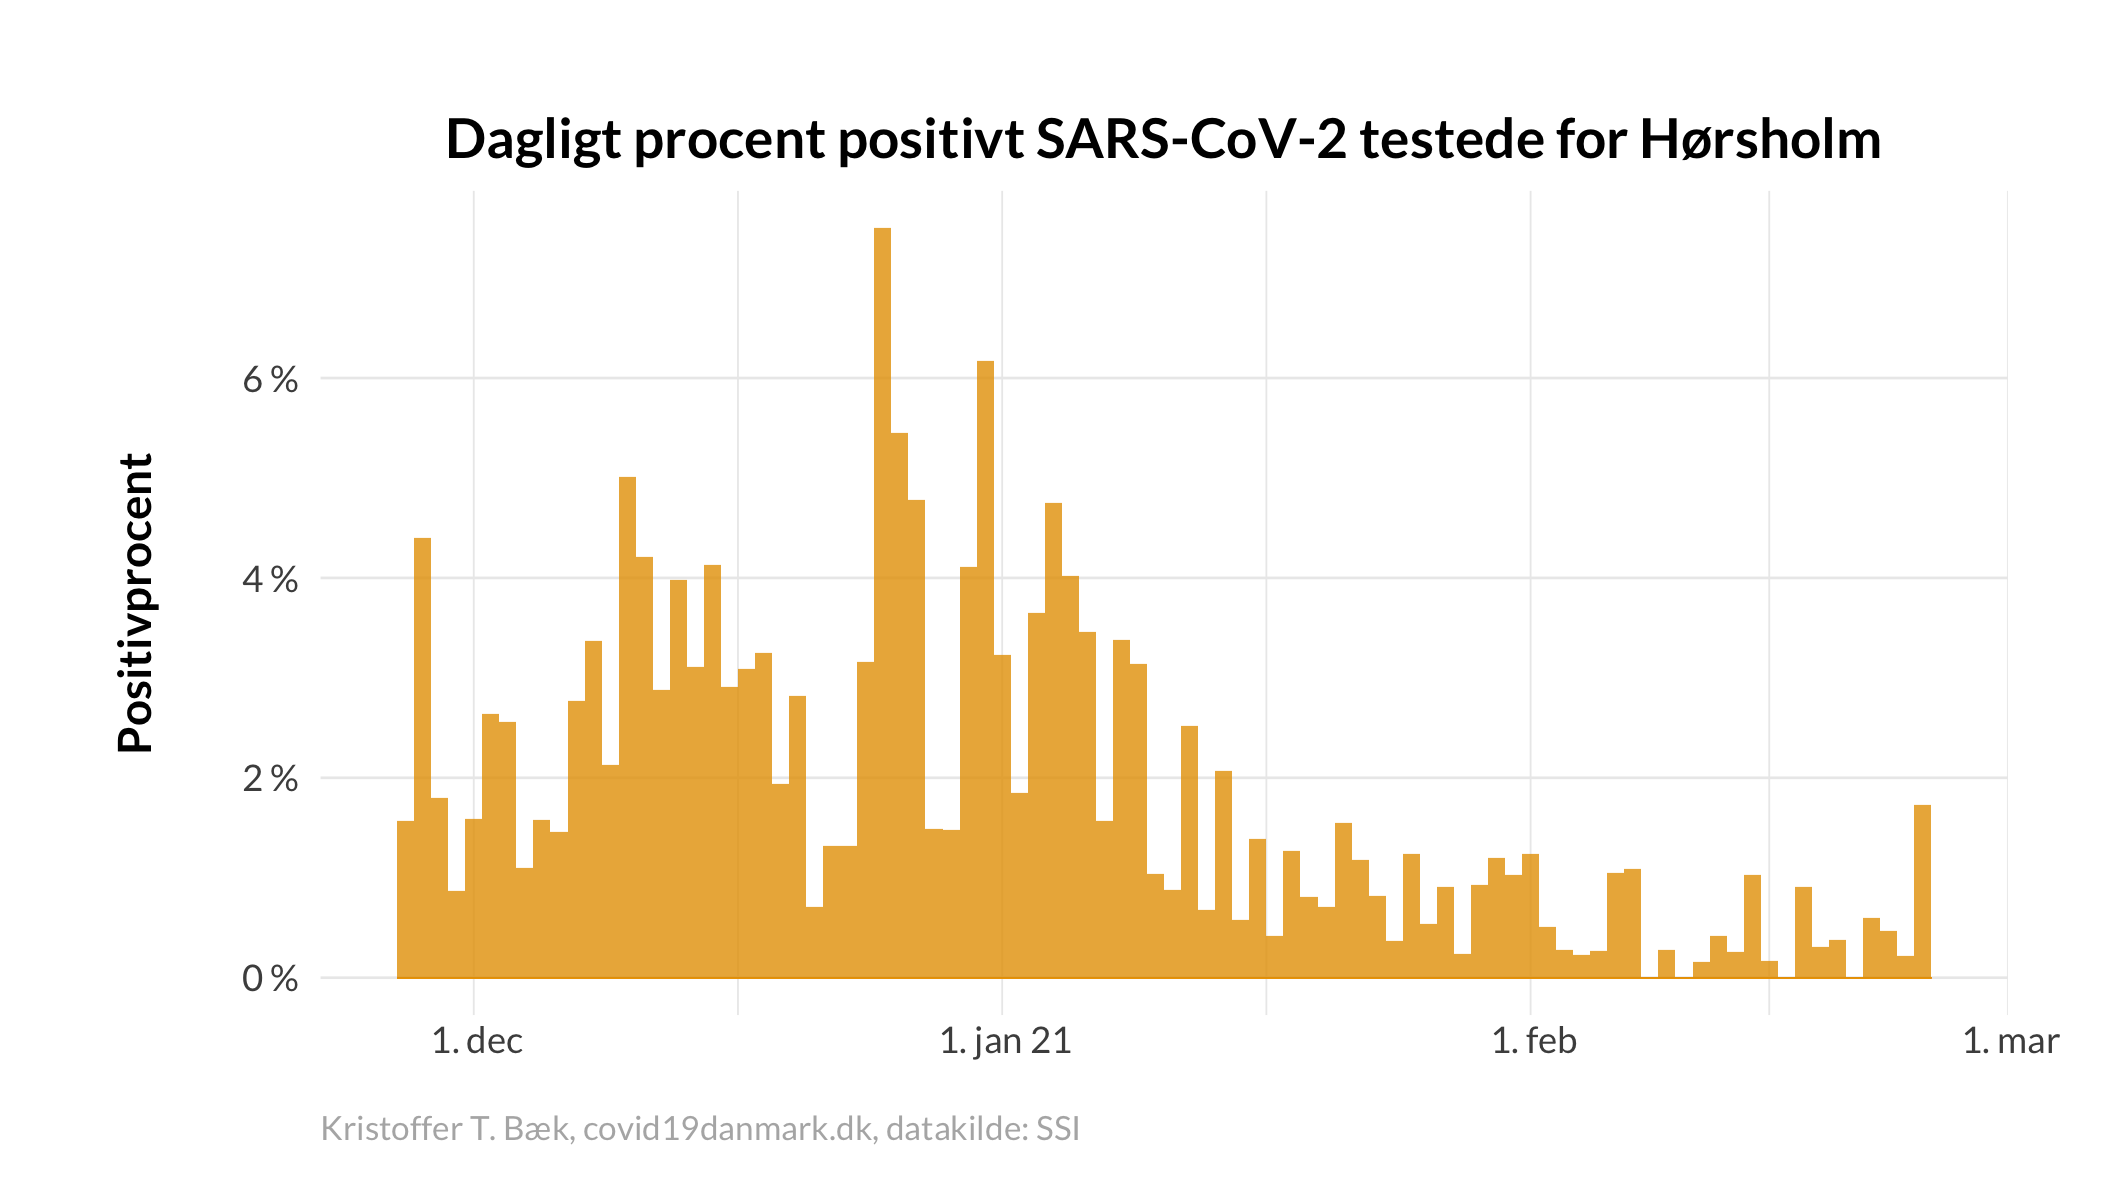 Dagligt procent positivt SARS-CoV-2 testede for Hørsholm
Positivprocent
6 %
4 %
2 %
0 %
1. dec
1. jan 21
1. feb
1. mar
Kristoffer T. Bæk, covid19danmark.dk, datakilde: SSI